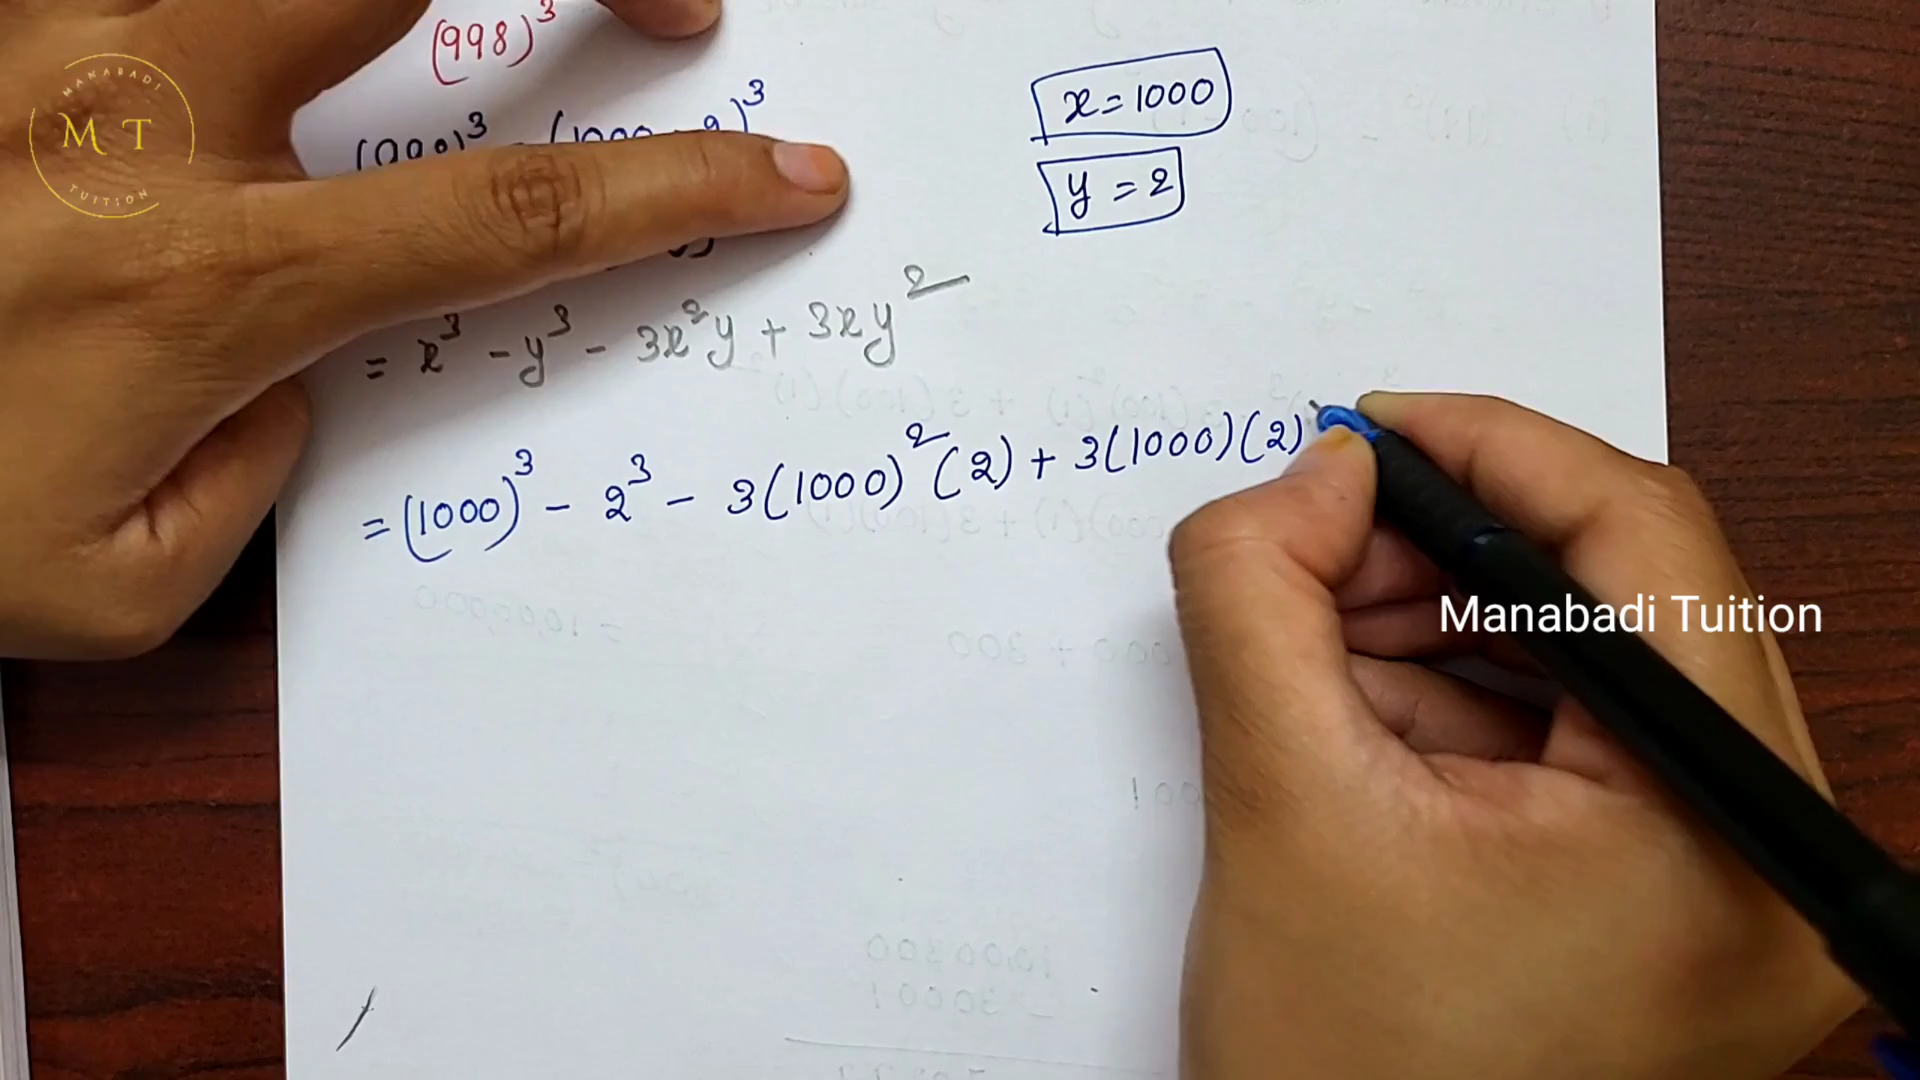 (998)³
x = 1000
y = 2
= x³ - y³ - 3x²y + 3xy²
= (1000)³ - 2³ - 3(1000)²(2) + 3(1000)(2)
MANABADI
M T
TUITION
Manabadi Tuition